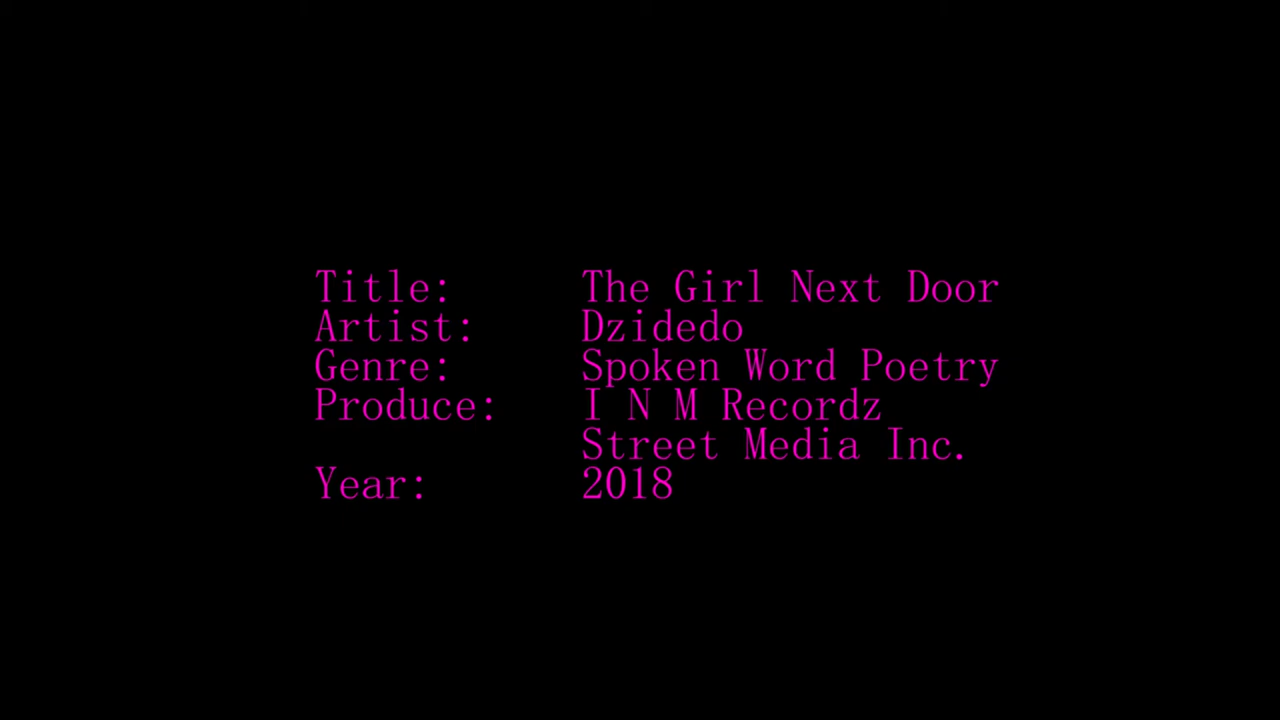 Title: The Girl Next Door
Artist: Dzidedo
Genre: Spoken Word Poetry
Produce: I N M Recordz
Street Media Inc.
Year: 2018